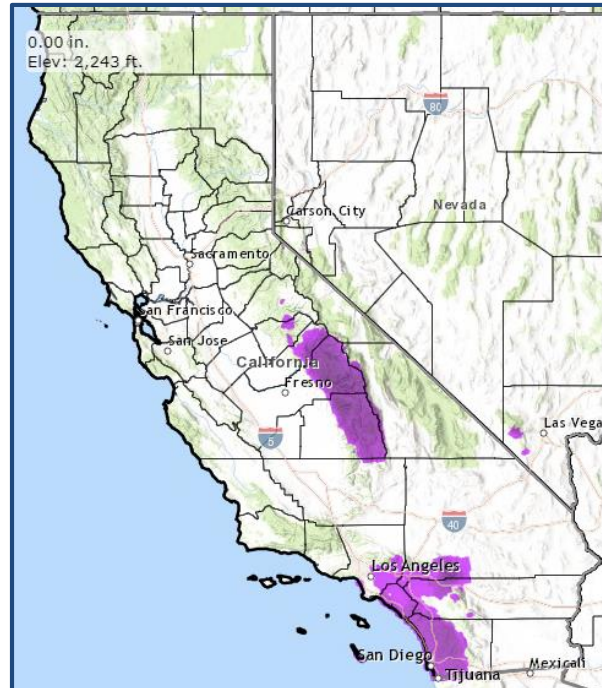 0.00 in.
Elev: 2,243 ft.
80
Nevada
Carson City
Sacramento
San Francisco
San Jose
California
Fresno
5
Las Vega
40
Los Angeles
San Diego
Tijuana
Mexicali